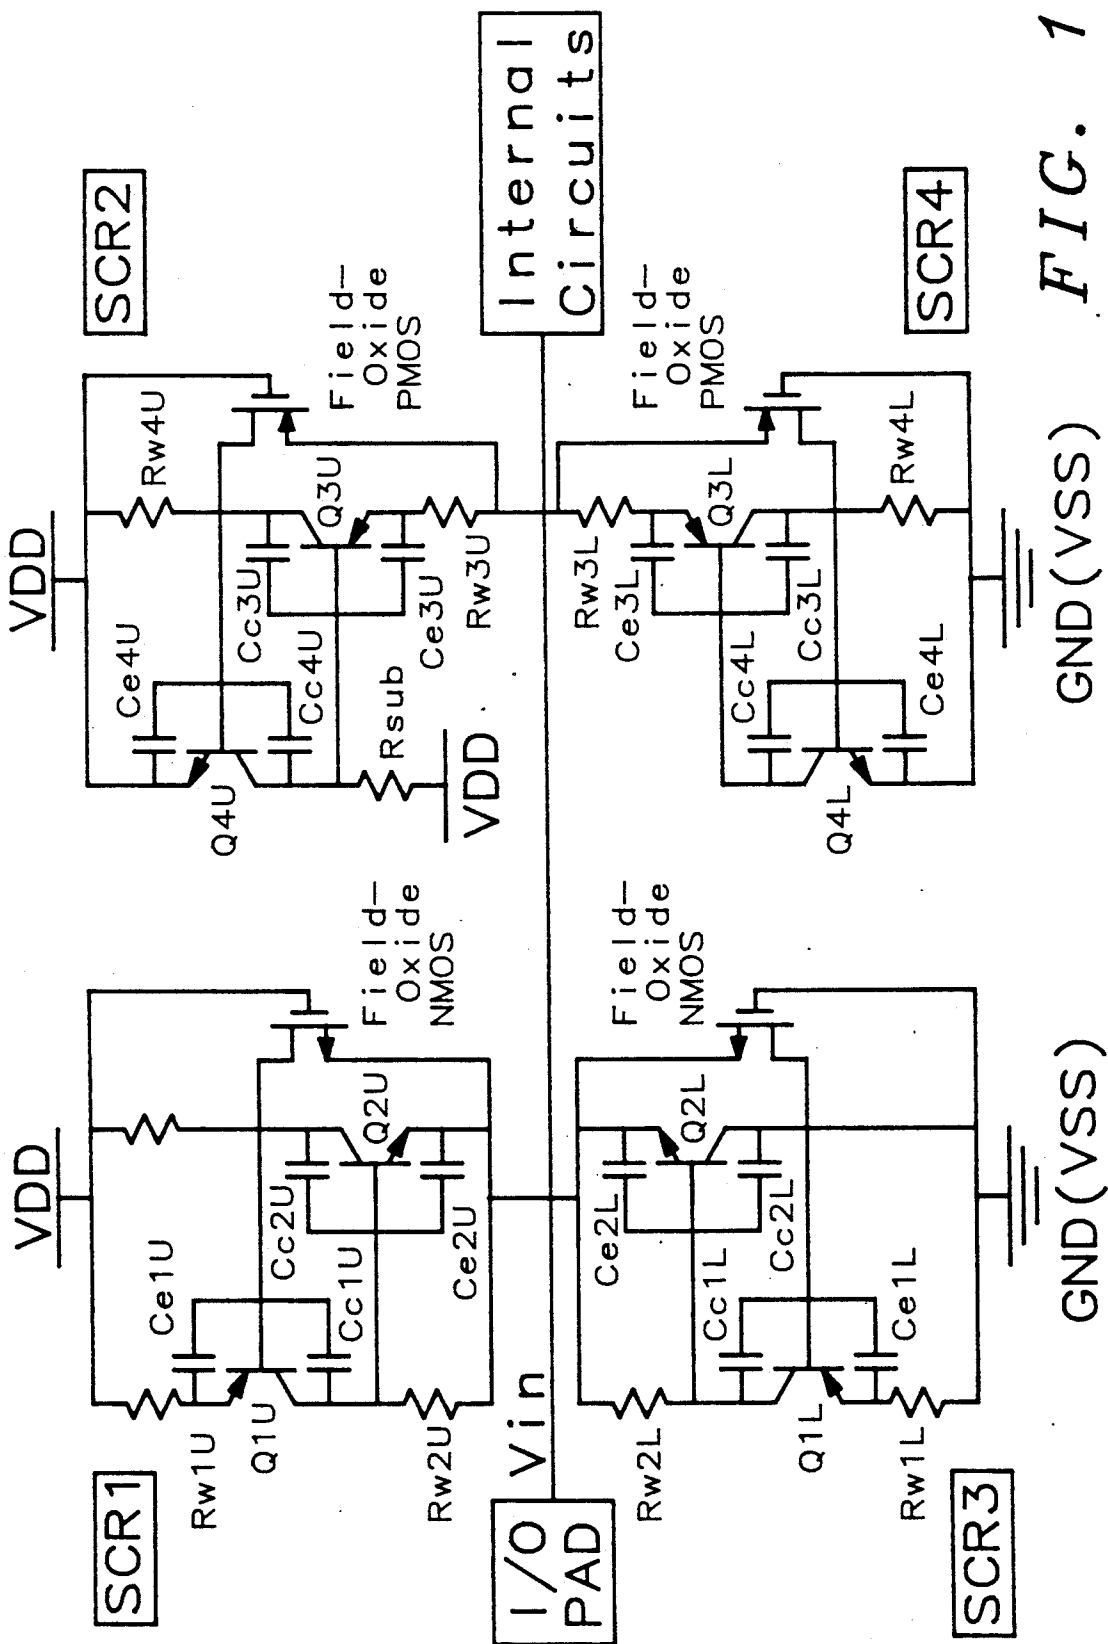 VDD
VDD
SCR1
SCR2
Rw1U
Ce1U
Q1U
Cc2U
Cc1U
Q2U
Rw2U
Ce2U
Field-
Oxide
NMOS
Ce4U
Q4U
Rw4U
Cc3U
Cc4U
Q3U
Rsub
VDD
Ce3U
Rw3U
Field-
Oxide
PMOS
I/O
PAD
Vin
Internal
Circuits
Rw2L
Ce2L
Cc1L
Q2L
Cc2L
Q1L
Ce1L
Rw1L
Field-
Oxide
NMOS
Rw3L
Ce3L
Q3L
Cc4L
Cc3L
Q4L
Ce4L
Rw4L
Field-
Oxide
PMOS
SCR3
SCR4
GND(VSS)
GND(VSS)
FIG. 1